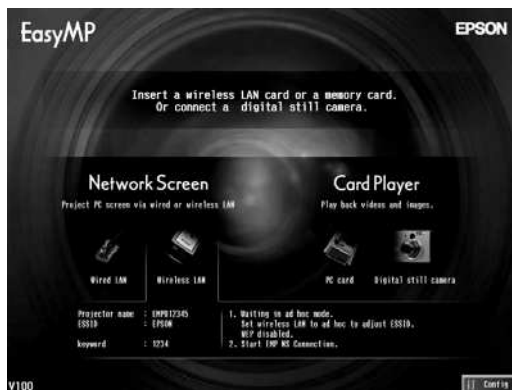 EasyMP
EPSON
Insert a wireless LAN card or a memory card.
Or connect a digital still camera.
Network Screen
Project PC screen via wired or wireless LAN
Card Player
Play back videos and images.
Wired LAN
Wireless LAN
PC card
Digital still camera
Projector name : EMP012345
ESSID : EPSON
keyword : 1234
1. Waiting in ad hoc mode.
Set wireless LAN to ad hoc to adjust ESSID.
WEP disabled.
2. Start EMP NS Connection.
V100
Config